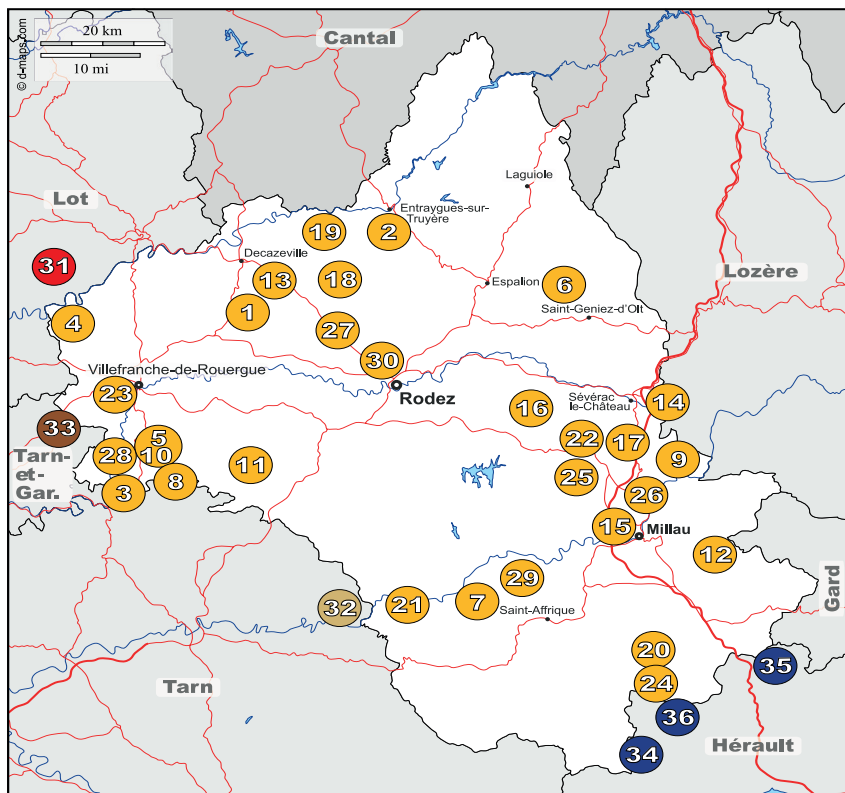 20 km
10 mi
© d-maps.com
Cantal
Laguiole
Lot
Entraygues-sur-
Truyère
19
2
Decazeville
31
13
18
Espalion
6
Lozère
1
Saint-Geniez-d'Olt
4
27
30
Villefranche-de-Rouergue
23
Rodez
16
Sévérac
le-Château
14
33
5
22
17
28
10
9
Tarn-
et-
Gar.
11
8
25
3
26
15
Millau
12
29
32
21
7
Saint-Affrique
Gard
20
35
24
Tarn
36
34
Hérault